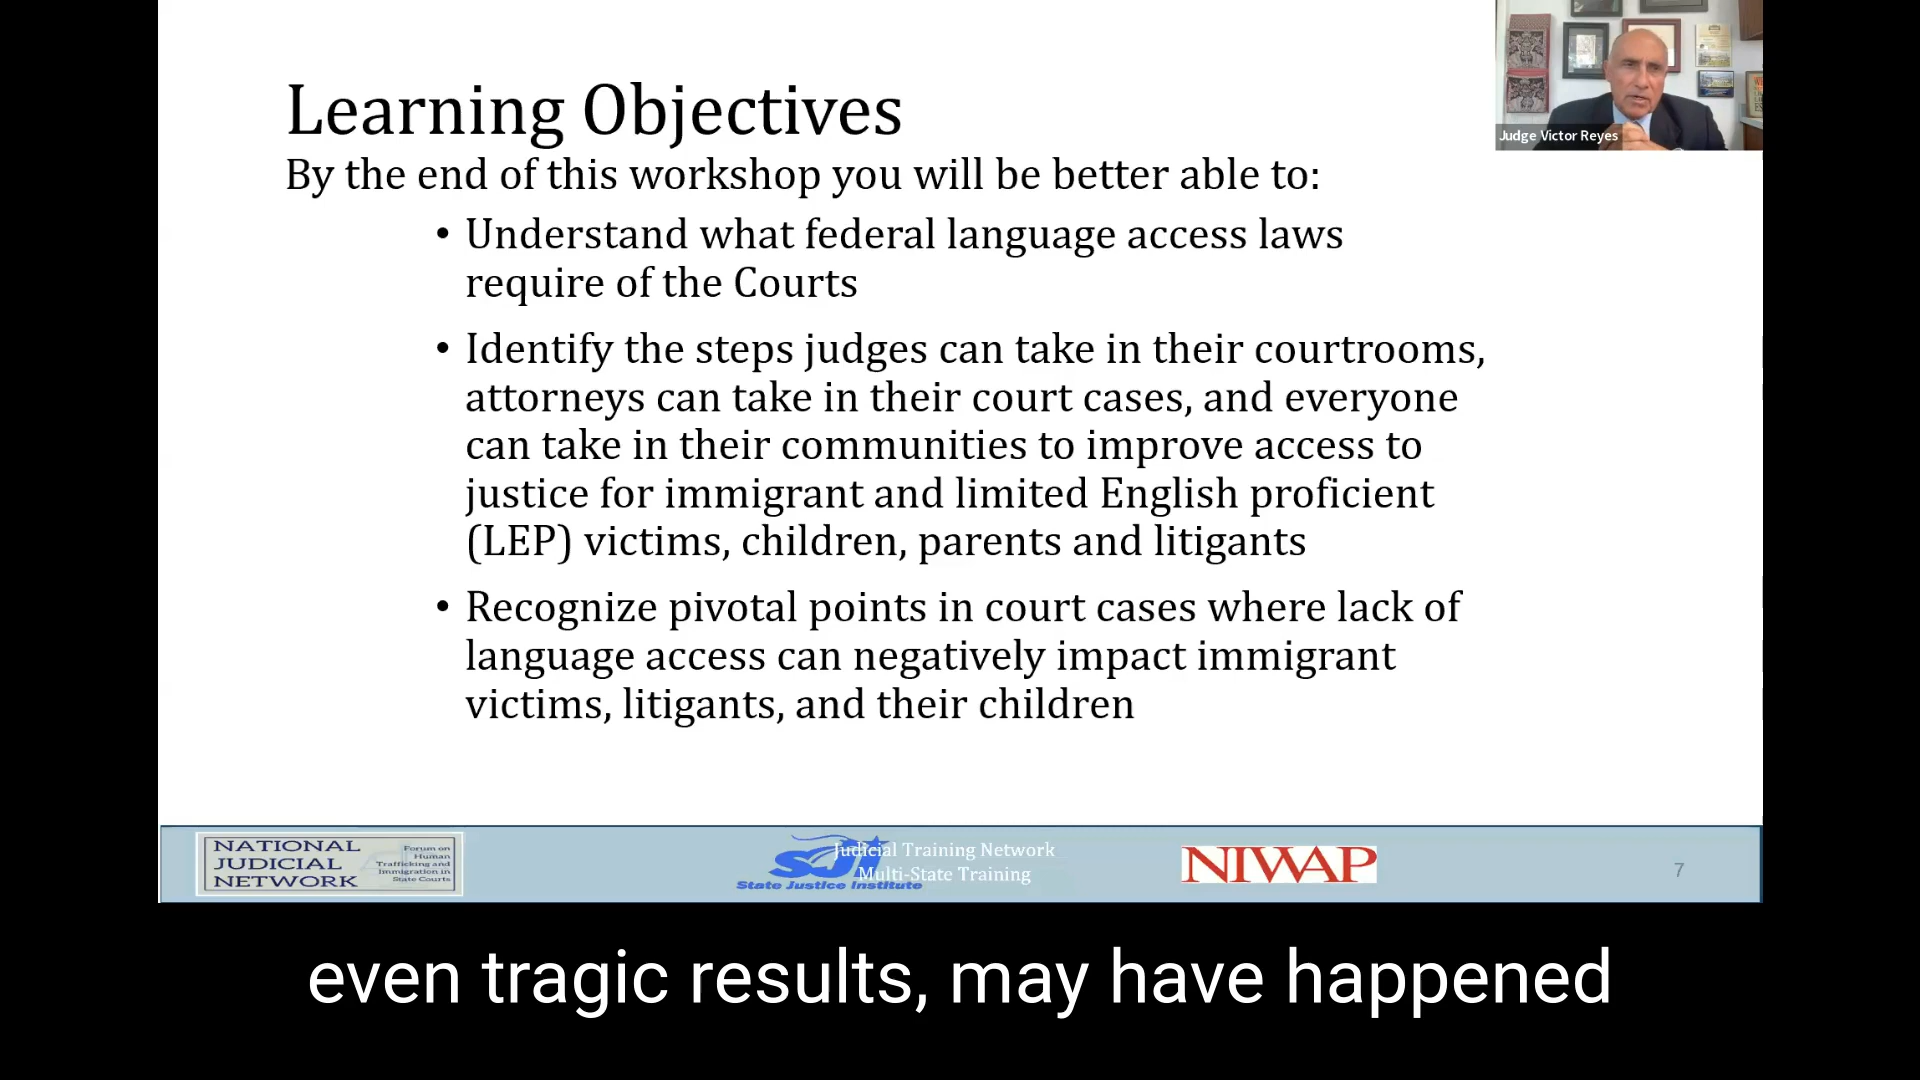 Learning Objectives
By the end of this workshop you will be better able to:
• Understand what federal language access laws
require of the Courts
• Identify the steps judges can take in their courtrooms,
attorneys can take in their court cases, and everyone
can take in their communities to improve access to
justice for immigrant and limited English proficient
(LEP) victims, children, parents and litigants
• Recognize pivotal points in court cases where lack of
language access can negatively impact immigrant
victims, litigants, and their children
Judge Victor Reyes
NATIONAL
JUDICIAL
NETWORK
Forum on
Human
Trafficking and
Immigration in
State Courts
SJI
State Justice Institute
Judicial Training Network
Multi-State Training
NIWAP
7
even tragic results, may have happened